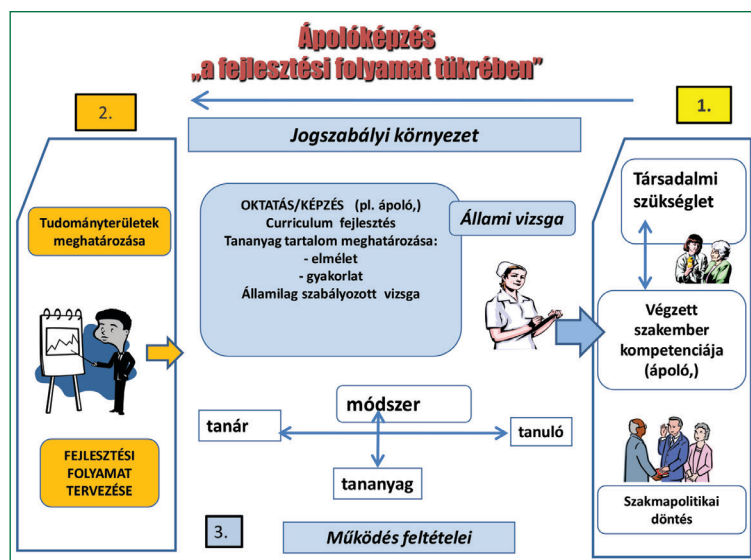 Ápolóképzés
„a fejlesztési folyamat tükrében”
2.
1.
Jogszabályi környezet
Tudományterületek
meghatározása
FEJLESZTÉSI
FOLYAMAT
TERVEZÉSE
OKTATÁS/KÉPZÉS (pl. ápoló,)
Curriculum fejlesztés
Tananyag tartalom meghatározása:
- elmélet
- gyakorlat
Államilag szabályozott vizsga
Állami vizsga
Társadalmi
szükséglet
Végzett
szakember
kompetenciája
(ápoló,)
Szakmapolitikai
döntés
módszer
tanár
tanuló
tananyag
3.
Működés feltételei